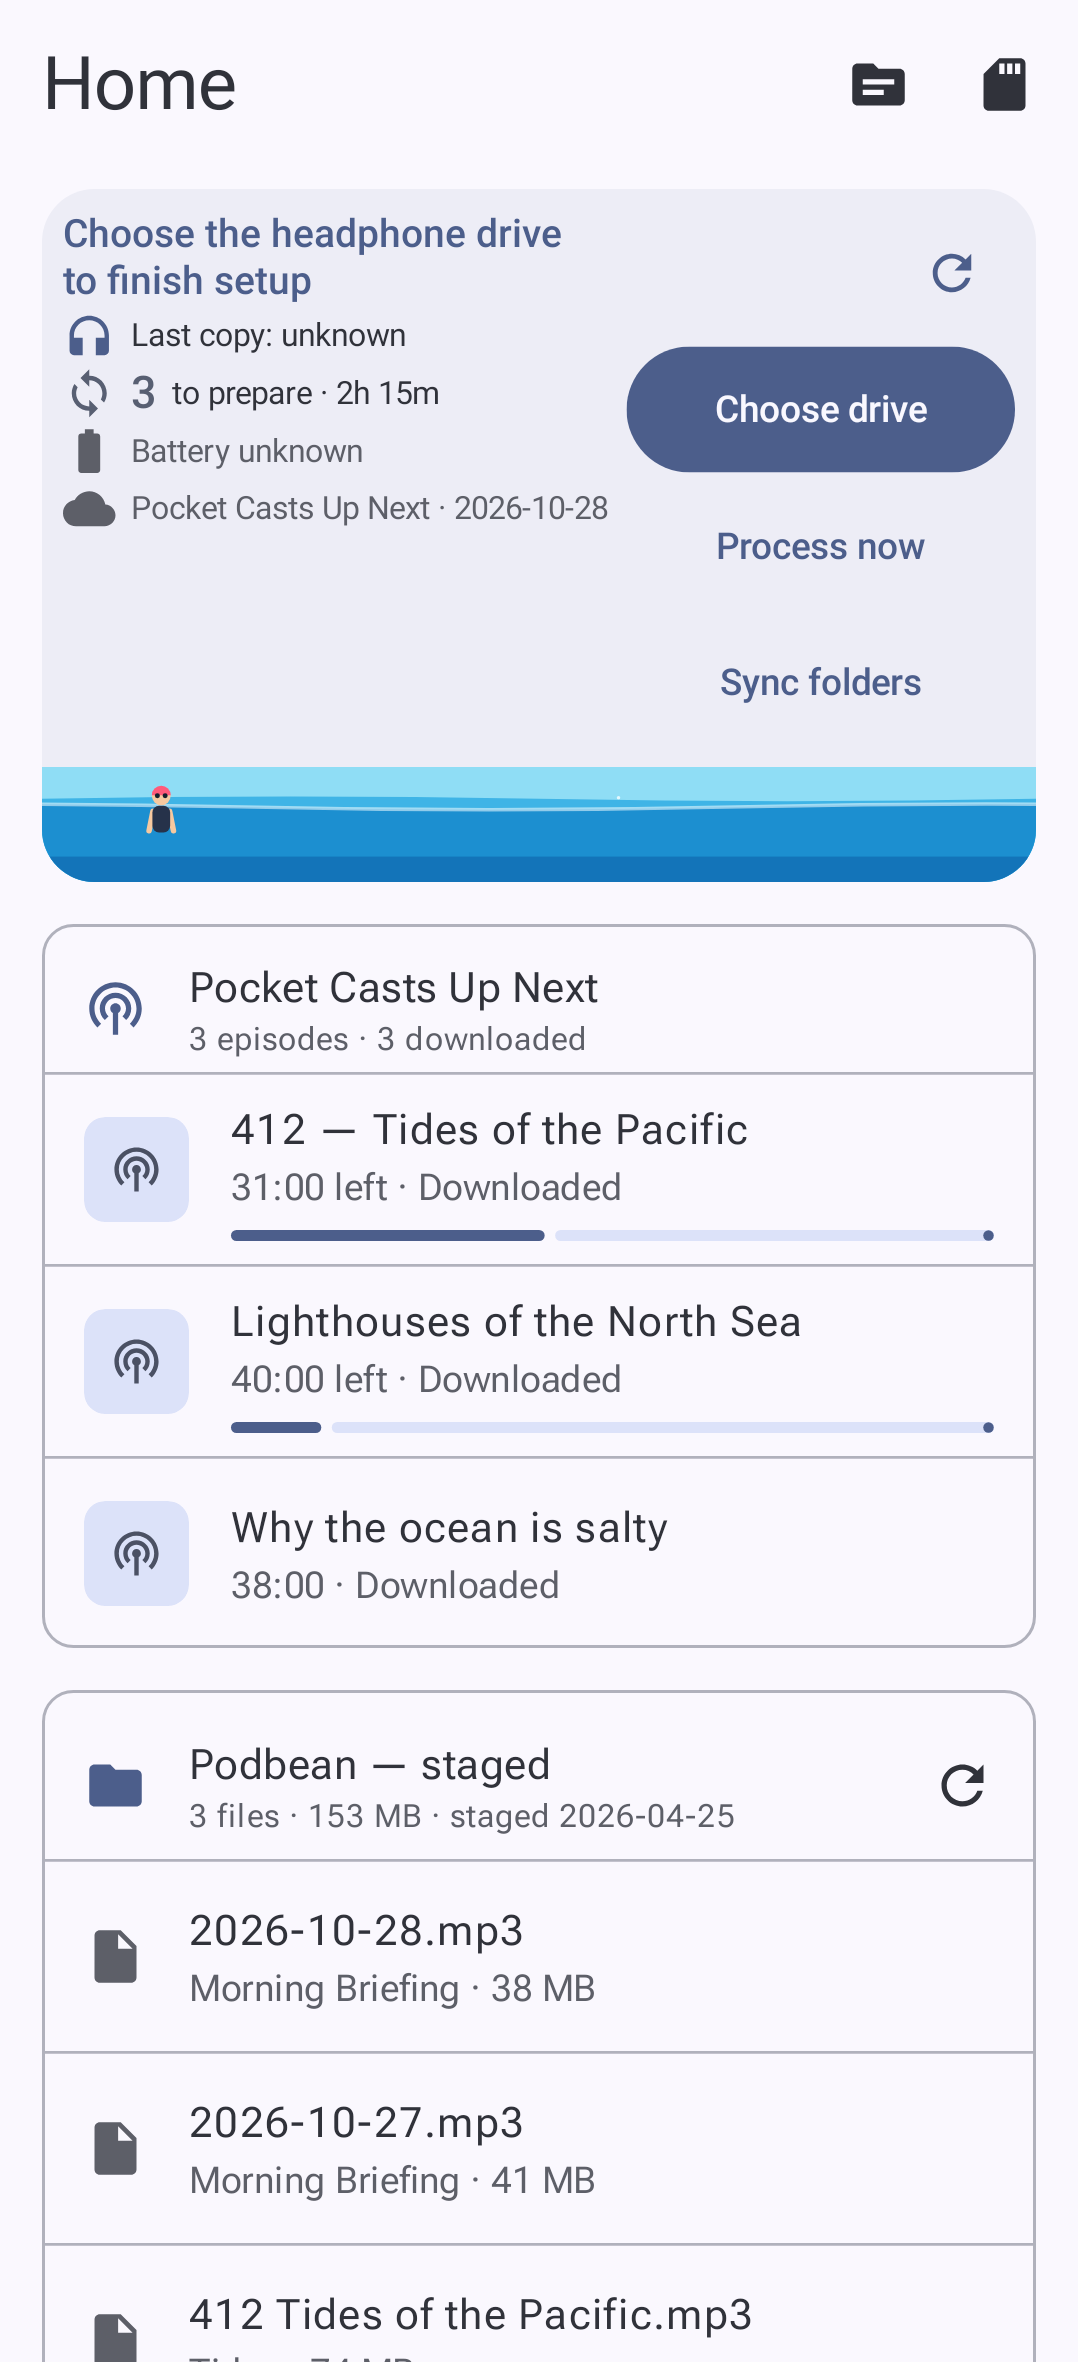 Home
Choose the headphone drive
to finish setup
Last copy: unknown
3 to prepare · 2h 15m
Battery unknown
Pocket Casts Up Next · 2026-10-28
Choose drive
Process now
Sync folders
Pocket Casts Up Next
3 episodes · 3 downloaded
412 — Tides of the Pacific
31:00 left · Downloaded
Lighthouses of the North Sea
40:00 left · Downloaded
Why the ocean is salty
38:00 · Downloaded
Podbean — staged
3 files · 153 MB · staged 2026-04-25
2026-10-28.mp3
Morning Briefing · 38 MB
2026-10-27.mp3
Morning Briefing · 41 MB
412 Tides of the Pacific.mp3